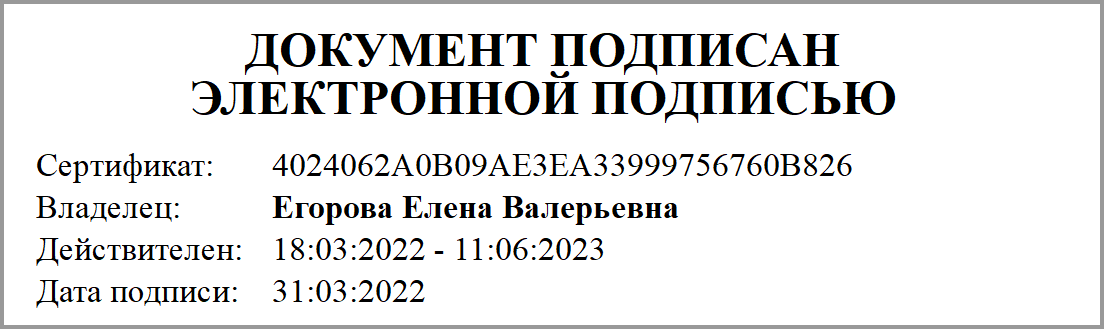 ДОКУМЕНТ ПОДПИСАН
ЭЛЕКТРОННОЙ ПОДПИСЬЮ
Сертификат: 4024062A0B09AE3EA33999756760B826
Владелец: Егорова Елена Валерьевна
Действителен: 18:03:2022 - 11:06:2023
Дата подписи: 31:03:2022